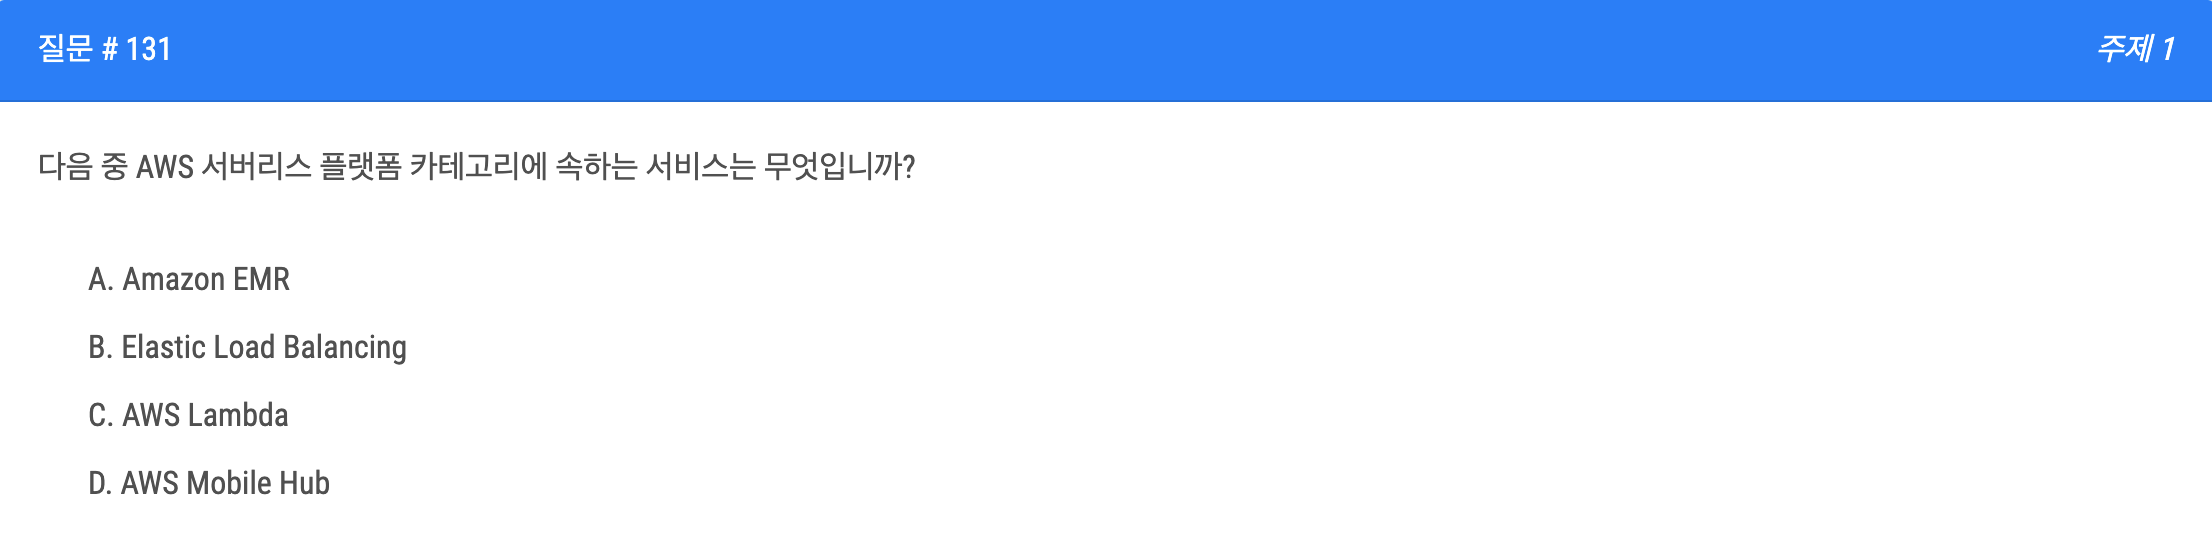 질문 # 131
주제 1
다음 중 AWS 서버리스 플랫폼 카테고리에 속하는 서비스는 무엇입니까?
A. Amazon EMR
B. Elastic Load Balancing
C. AWS Lambda
D. AWS Mobile Hub